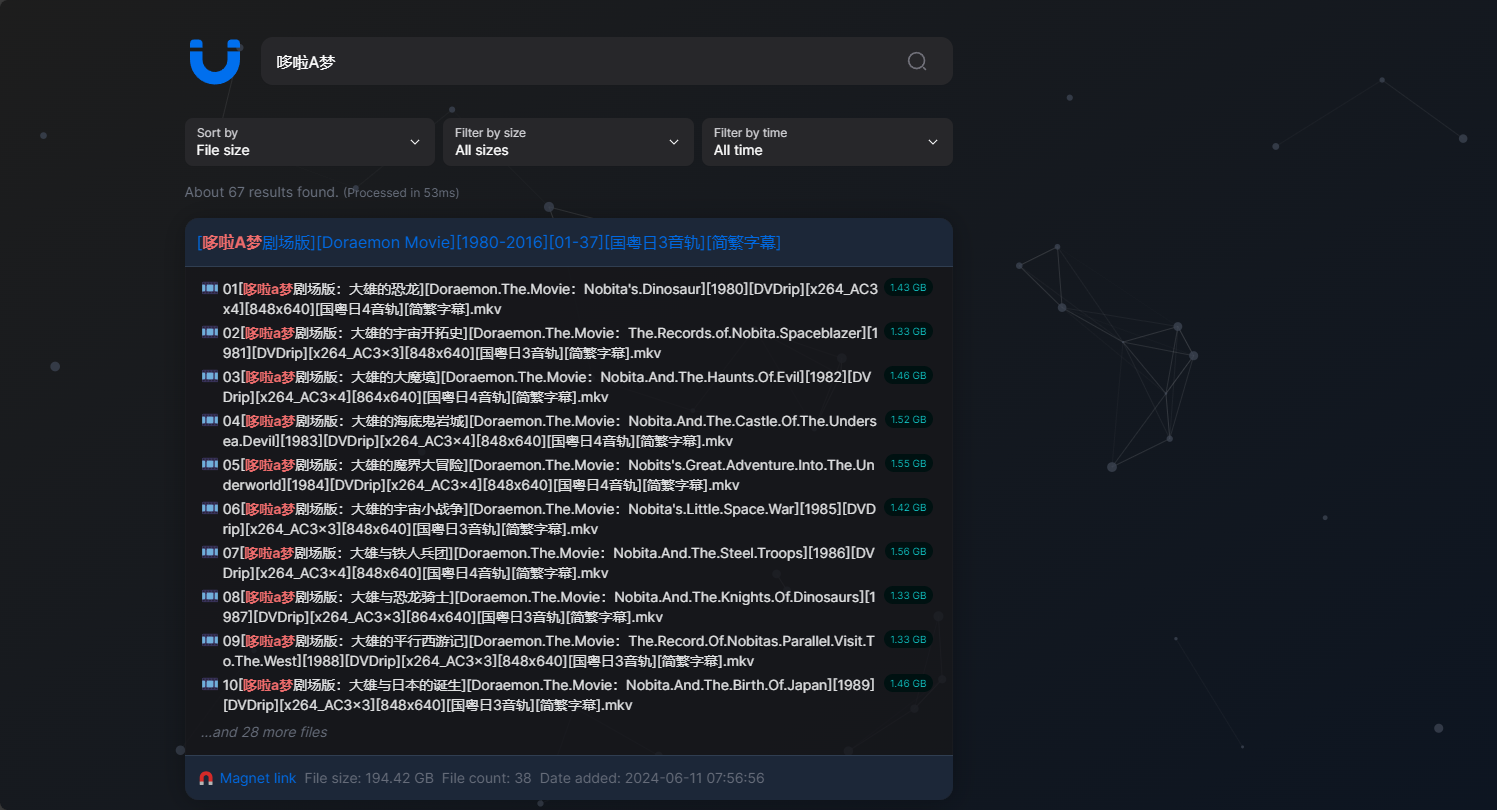 哆啦A梦
Sort by
File size
Filter by size
All sizes
Filter by time
All time
About 67 results found. (Processed in 53ms)
[哆啦A梦剧场版][Doraemon Movie][1980-2016][01-37][国粤日3音轨][简繁字幕]
01[哆啦a梦剧场版：大雄的恐龙][Doraemon.The.Movie：Nobita's.Dinosaur][1980][DVDrip][x264_AC3 1.43 GB
x4][848x640][国粤日4音轨][简繁字幕].mkv
02[哆啦a梦剧场版：大雄的宇宙开拓史][Doraemon.The.Movie：The.Records.of.Nobita.Spaceblazer][1 1.33 GB
981][DVDrip][x264_AC3×3][848x640][国粤日3音轨][简繁字幕].mkv
03[哆啦a梦剧场版：大雄的大魔境][Doraemon.The.Movie：Nobita.And.The.Haunts.Of.Evil][1982][DV 1.46 GB
Drip][x264_AC3×4][864x640][国粤日4音轨][简繁字幕].mkv
04[哆啦a梦剧场版：大雄的海底鬼岩城][Doraemon.The.Movie：Nobita.And.The.Castle.Of.The.Unders 1.52 GB
ea.Devil][1983][DVDrip][x264_AC3×4][848x640][国粤日4音轨][简繁字幕].mkv
05[哆啦a梦剧场版：大雄的魔界大冒险][Doraemon.The.Movie：Nobits's.Great.Adventure.Into.The.Un 1.55 GB
derworld][1984][DVDrip][x264_AC3×4][848x640][国粤日4音轨][简繁字幕].mkv
06[哆啦a梦剧场版：大雄的宇宙小战争][Doraemon.The.Movie：Nobita's.Little.Space.War][1985][DVD 1.42 GB
rip][x264_AC3×3][848x640][国粤日3音轨][简繁字幕].mkv
07[哆啦a梦剧场版：大雄与铁人兵团][Doraemon.The.Movie：Nobita.And.The.Steel.Troops][1986][DV 1.56 GB
Drip][x264_AC3×4][848x640][国粤日4音轨][简繁字幕].mkv
08[哆啦a梦剧场版：大雄与恐龙骑士][Doraemon.The.Movie：Nobita.And.The.Knights.Of.Dinosaurs][1 1.33 GB
987][DVDrip][x264_AC3×3][864x640][国粤日3音轨][简繁字幕].mkv
09[哆啦a梦剧场版：大雄的平行西游记][Doraemon.The.Movie：The.Record.Of.Nobitas.Parallel.Visit.T 1.33 GB
o.The.West][1988][DVDrip][x264_AC3×3][848x640][国粤日3音轨][简繁字幕].mkv
10[哆啦a梦剧场版：大雄与日本的诞生][Doraemon.The.Movie：Nobita.And.The.Birth.Of.Japan][1989] 1.46 GB
[DVDrip][x264_AC3×3][848x640][国粤日3音轨][简繁字幕].mkv
...and 28 more files
Magnet link File size: 194.42 GB File count: 38 Date added: 2024-06-11 07:56:56